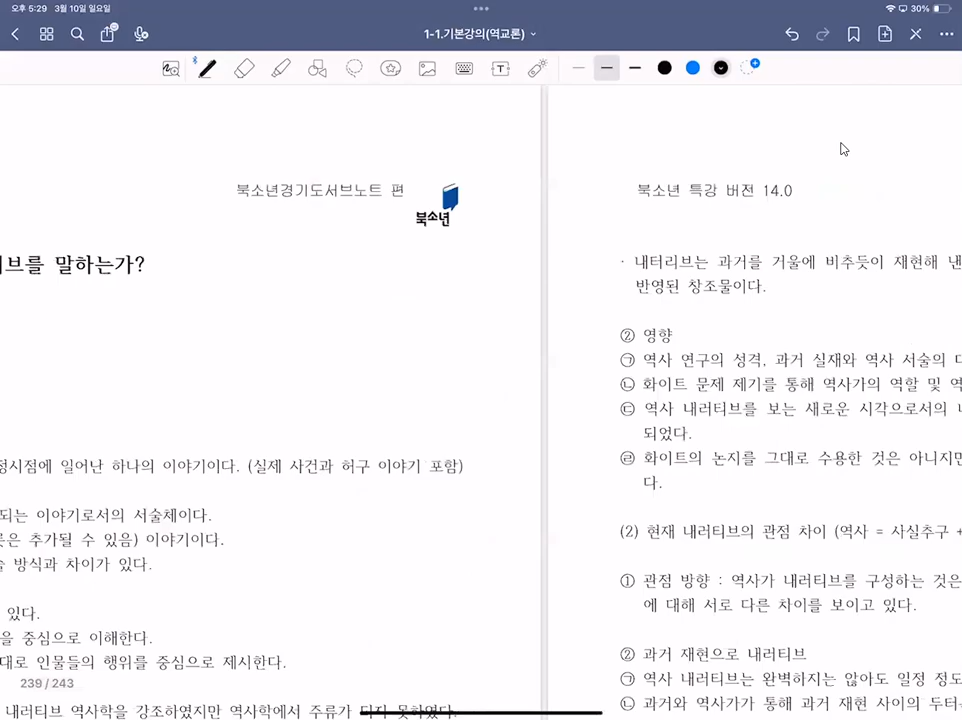 오후 5:29 3월 10일 일요일
30%
1-1.기본강의(역교론)
T
북소년경기도서브노트 편
북소년
브를 말하는가?
정시점에 일어난 하나의 이야기이다. (실제 사건과 허구 이야기 포함)
되는 이야기로서의 서술체이다.
은 추가될 수 있음) 이야기이다.
방식과 차이가 있다.
있다.
을 중심으로 이해한다.
대로 인물들의 행위를 중심으로 제시한다.
239 / 243
내러티브 역사학을 강조하였지만 역사학에서 주류가 되지 못하였다.
북소년 특강 버전 14.0
· 내터리브는 과거를 거울에 비추듯이 재현해 낸
반영된 창조물이다.
② 영향
㉠ 역사 연구의 성격, 과거 실재와 역사 서술의
㉡ 화이트 문제 제기를 통해 역사가의 역할 및
㉢ 역사 내러티브를 보는 새로운 시각으로서의
되었다.
㉣ 화이트의 논지를 그대로 수용한 것은 아니지만
다.
(2) 현재 내러티브의 관점 차이 (역사 = 사실추구 +
① 관점 방향 : 역사가 내러티브를 구성하는 것은
에 대해 서로 다른 차이를 보이고 있다.
② 과거 재현으로 내러티브
㉠ 역사 내러티브는 완벽하지는 않아도 일정 정도
㉡ 과거와 역사가가 통해 과거 재현 사이의